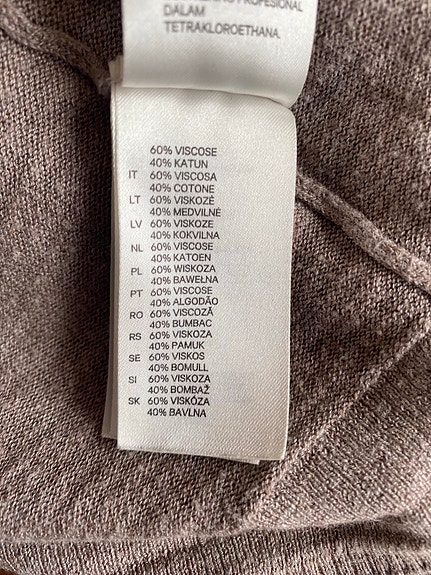 PROFESIONAL
DALAM
TETRAKLOROETHANA.
60% VISCOSE
40% KATUN
IT 60% VISCOSA
40% COTONE
LT 60% VISKOZĖ
40% MEDVILNĖ
LV 60% VISKOZE
40% KOKVILNA
NL 60% VISCOSE
40% KATOEN
PL 60% WISKOZA
40% BAWEŁNA
PT 60% VISCOSE
40% ALGODÃO
RO 60% VISCOZĂ
40% BUMBAC
RS 60% VISKOZA
40% PAMUK
SE 60% VISKOS
40% BOMULL
SI 60% VISKOZA
40% BOMBAŽ
SK 60% VISKÓZA
40% BAVLNA